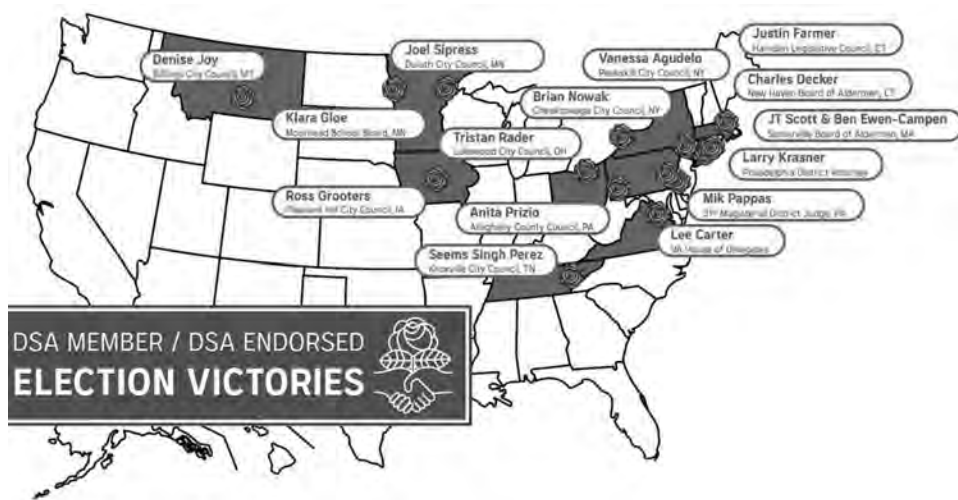 Denise Joy
Billings City Council, MT
Joel Sipress
Duluth City Council, MN
Vanessa Agudelo
Peekskill City Council, NY
Justin Farmer
Hamden Legislative Council, CT
Charles Decker
New Haven Board of Aldermen, CT
Brian Nowak
Cheektowaga City Council, NY
Klara Gloe
Moorhead School Board, MN
Tristan Rader
Lakewood City Council, OH
JT Scott & Ben Ewen-Campen
Somerville Board of Aldermen, MA
Larry Krasner
Philadelphia District Attorney
Ross Grooters
Pleasant Hill City Council, IA
Anita Prizio
Allegheny County Council, PA
Mik Pappas
31st Magisterial District Judge, PA
Lee Carter
VA House of Delegates
Seems Singh Perez
Knoxville City Council, TN
DSA MEMBER / DSA ENDORSED
ELECTION VICTORIES